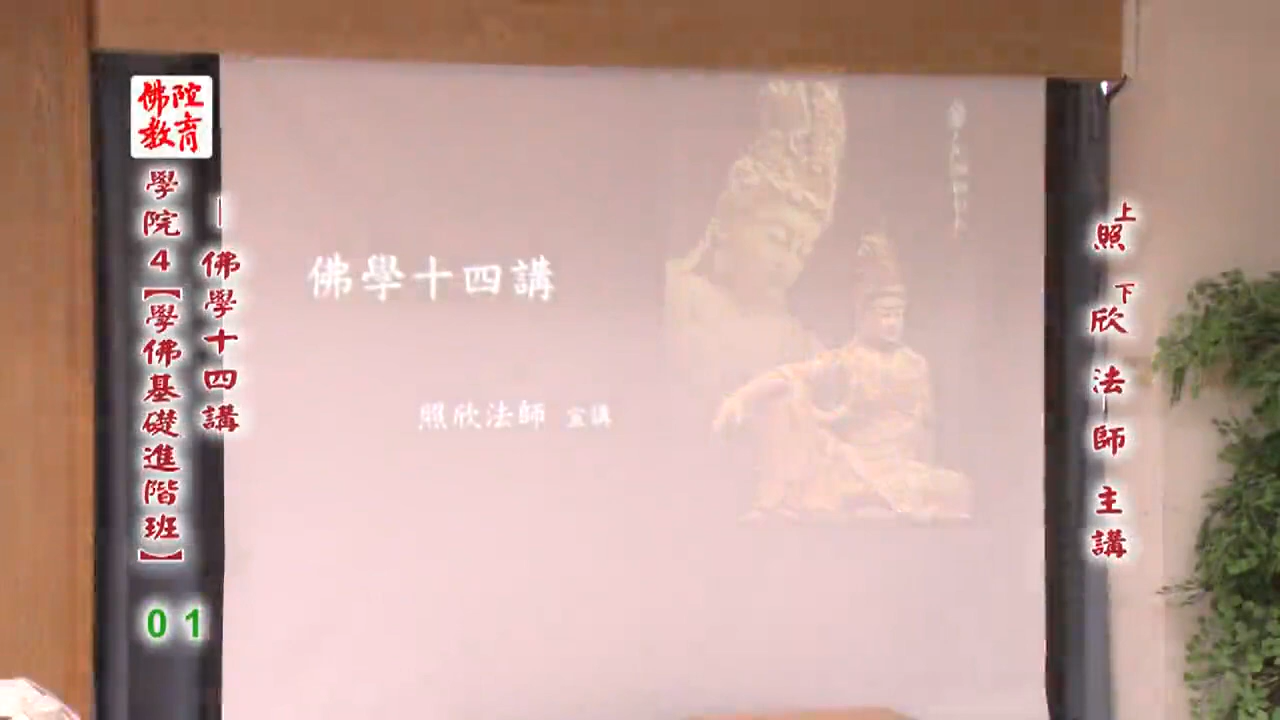 佛陀
教育
學院4【學佛基礎進階班】
—佛學十四講
01
佛學十四講
照欣法師 宣講
上照下欣法師主講